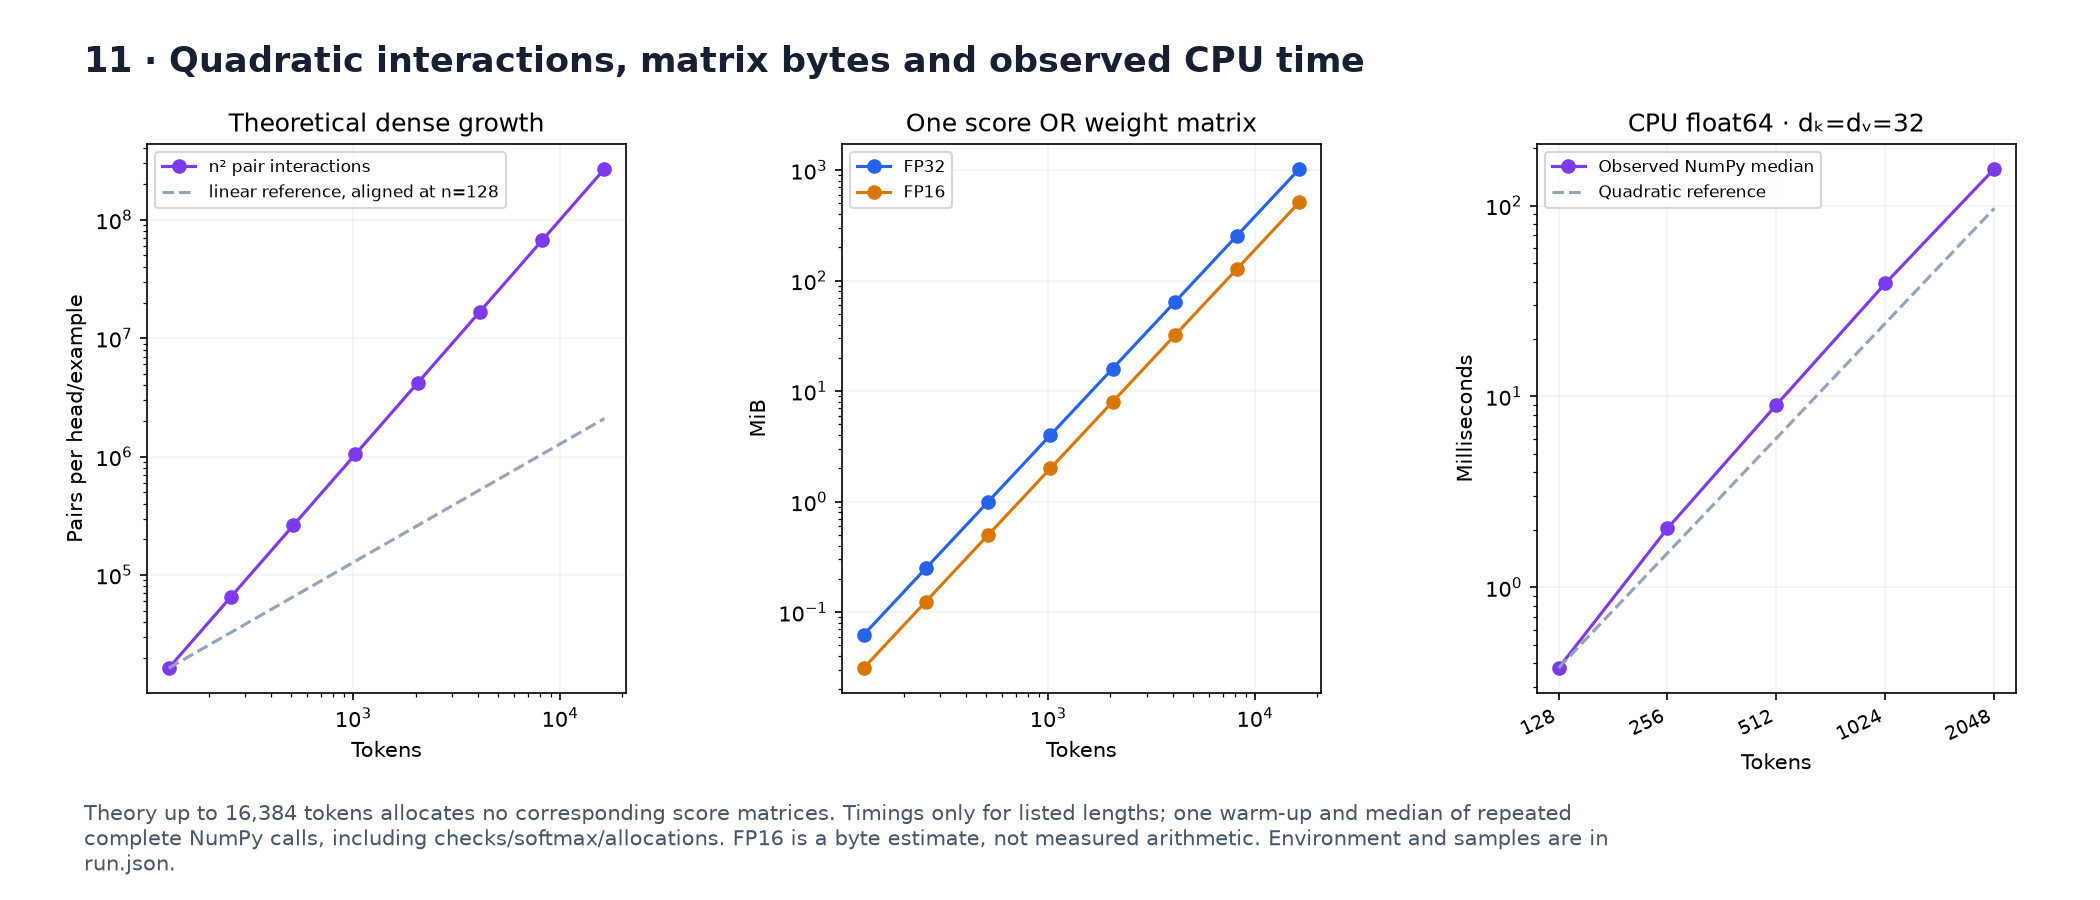 11 · Quadratic interactions, matrix bytes and observed CPU time
Theoretical dense growth
n² pair interactions
linear reference, aligned at n=128
Pairs per head/example
10⁸
10⁷
10⁶
10⁵
10³
10⁴
Tokens
One score OR weight matrix
FP32
FP16
MiB
10³
10²
10¹
10⁰
10⁻¹
10³
10⁴
Tokens
CPU float64 · dₖ=dᵥ=32
Observed NumPy median
Quadratic reference
Milliseconds
10²
10¹
10⁰
128
256
512
1024
2048
Tokens
Theory up to 16,384 tokens allocates no corresponding score matrices. Timings only for listed lengths; one warm-up and median of repeated
complete NumPy calls, including checks/softmax/allocations. FP16 is a byte estimate, not measured arithmetic. Environment and samples are in
run.json.